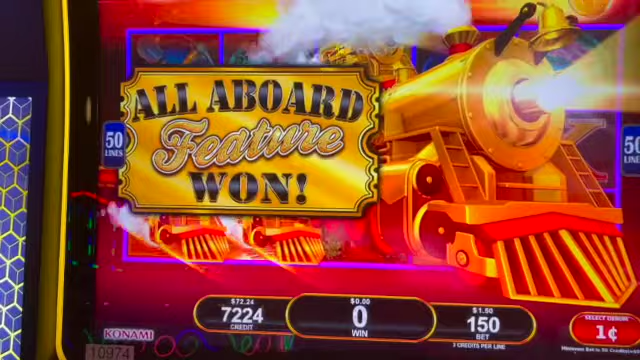 ALL ABOARD
Feature
WON!
50
LINES
50
LINES
$72.24
7224
CREDIT
$0.00
0
WIN
$1.50
150
BET
3 CREDITS PER LINE
SELECT DENOM
1¢
KONAMI
10974